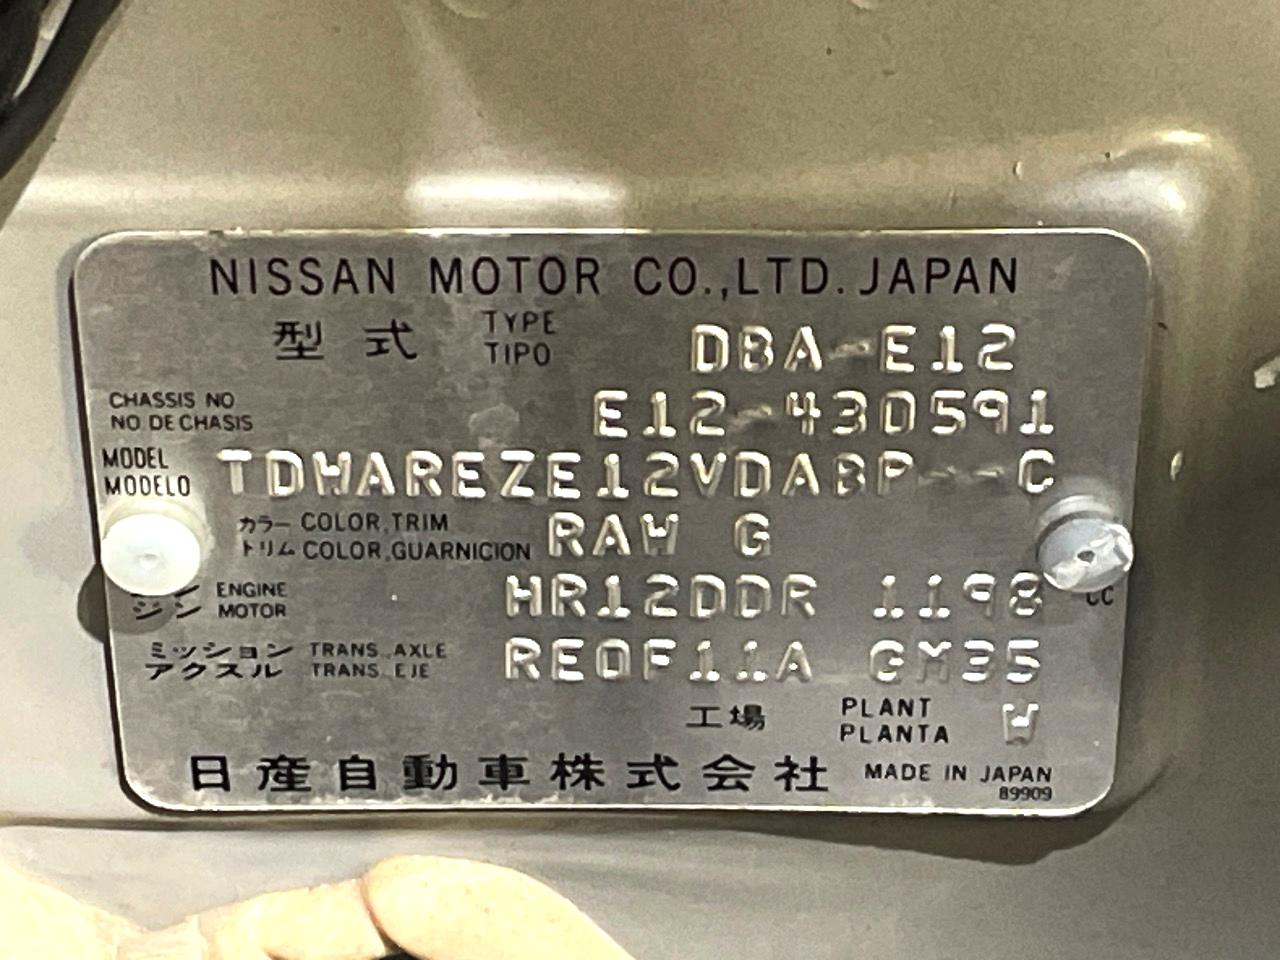 NISSAN MOTOR CO.,LTD. JAPAN
型式 TYPE DBA-E12
TIPO
CHASSIS NO E12-430591
NO DE CHASIS
MODEL TDWAREZE12VDABP--C
MODELO
カラー COLOR,TRIM RAW G
トリム COLOR,GUARNICION
ン ENGINE HR12DDR 1198 CC
ジン MOTOR
ミッション TRANS. AXLE RE0F11A GM35
アクスル TRANS. EJE
工場 PLANT W
PLANTA
日産自動車株式会社 MADE IN JAPAN
89909